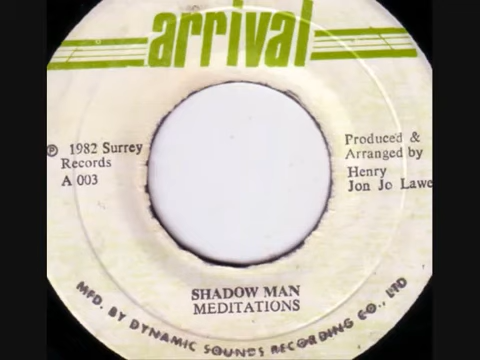 arrival
℗ 1982 Surrey
Records
A 003
Produced &
Arranged by
Henry
Jon Jo Lawe
SHADOW MAN
MEDITATIONS
MFD. BY DYNAMIC SOUNDS RECORDING CO., LTD